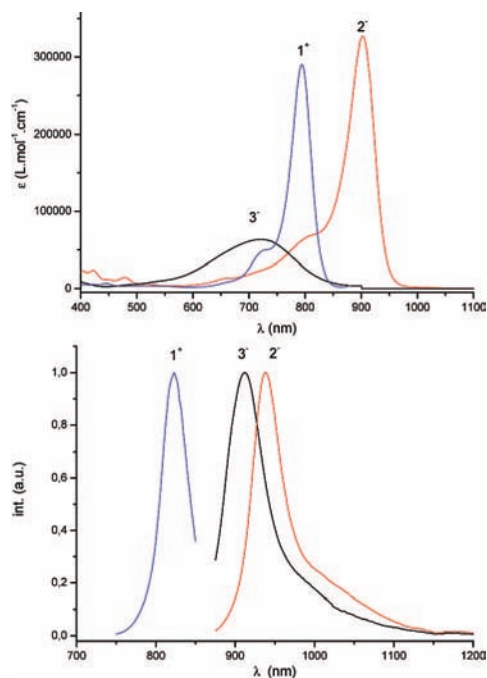 2⁻
1⁺
3⁻
300000
200000
100000
0
ε (L.mol⁻¹.cm⁻¹)
400 500 600 700 800 900 1000 1100
λ (nm)
1⁺ 3⁻ 2⁻
1,0
0,8
0,6
0,4
0,2
0,0
int. (a.u.)
700 800 900 1000 1100 1200
λ (nm)